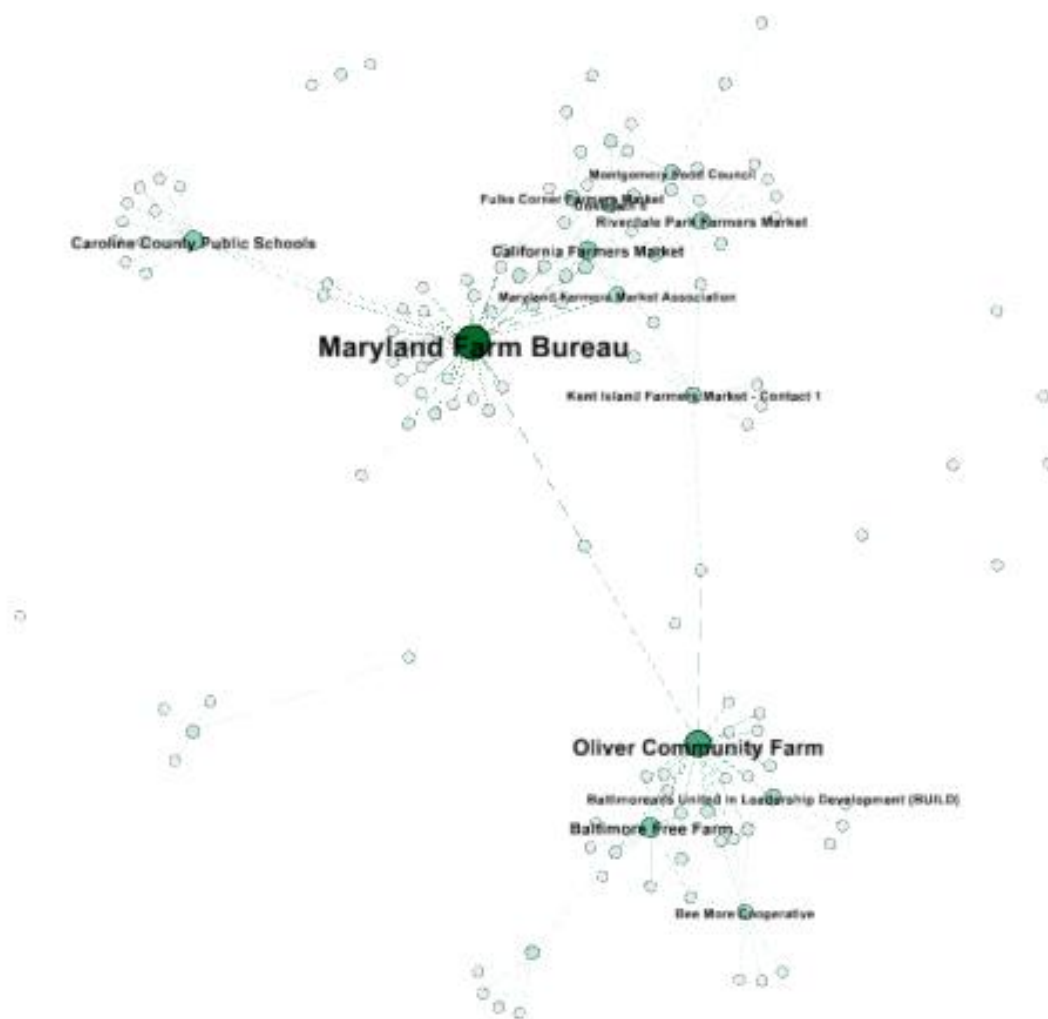 Montgomery Food Council
Fulks Corner Farmers Market
Riverdale Park Farmers Market
Caroline County Public Schools
California Farmers Market
Maryland Farmers Market Association
Maryland Farm Bureau
Kent Island Farmers Market - Contact 1
Oliver Community Farm
Baltimoreans United in Leadership Development (BUILD)
Baltimore Free Farm
Bee More Cooperative